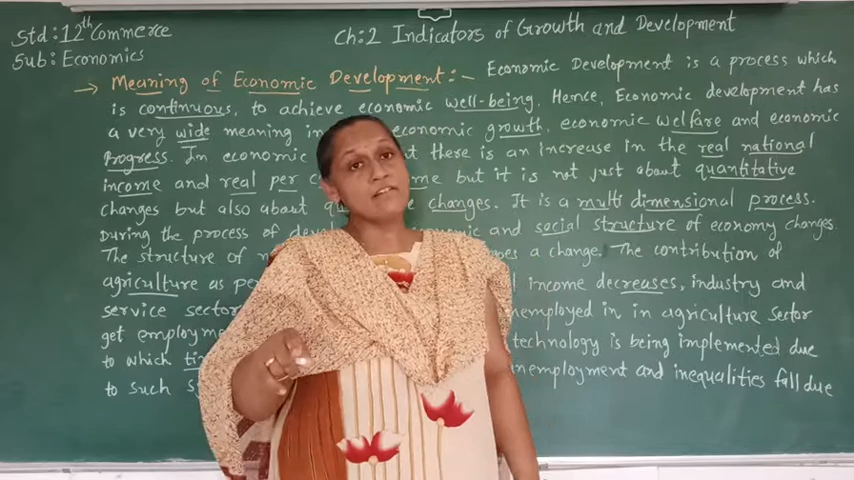 Std: 12th Commerce
Sub: Economics
Ch:2 Indicators of Growth and Development
→ Meaning of Economic Development :- Economic Development is a process which
is continuous, to achieve economic well-being. Hence, Economic development has
a very wide meaning in economic growth, economic welfare and economic
progress. In economic there is an increase in the real national
income and real per but it is not just about quantitative
changes but also about changes. It is a multi dimensional process.
During the process of and social structure of economy changes.
The structure of a change. The contribution of
agriculture as income decreases, industry and
service sector in in agriculture sector
get technology is being implemented due
to which and inequalities fall due
to such